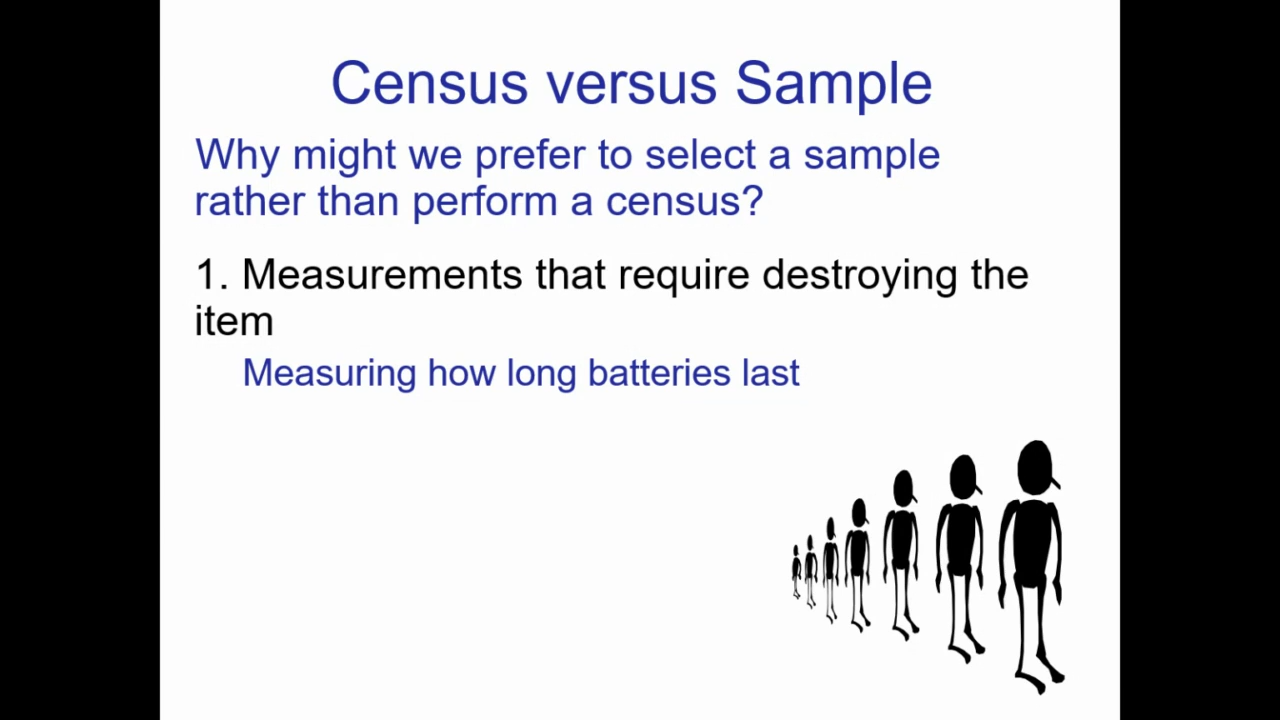 Census versus Sample
Why might we prefer to select a sample
rather than perform a census?
1. Measurements that require destroying the
item
Measuring how long batteries last